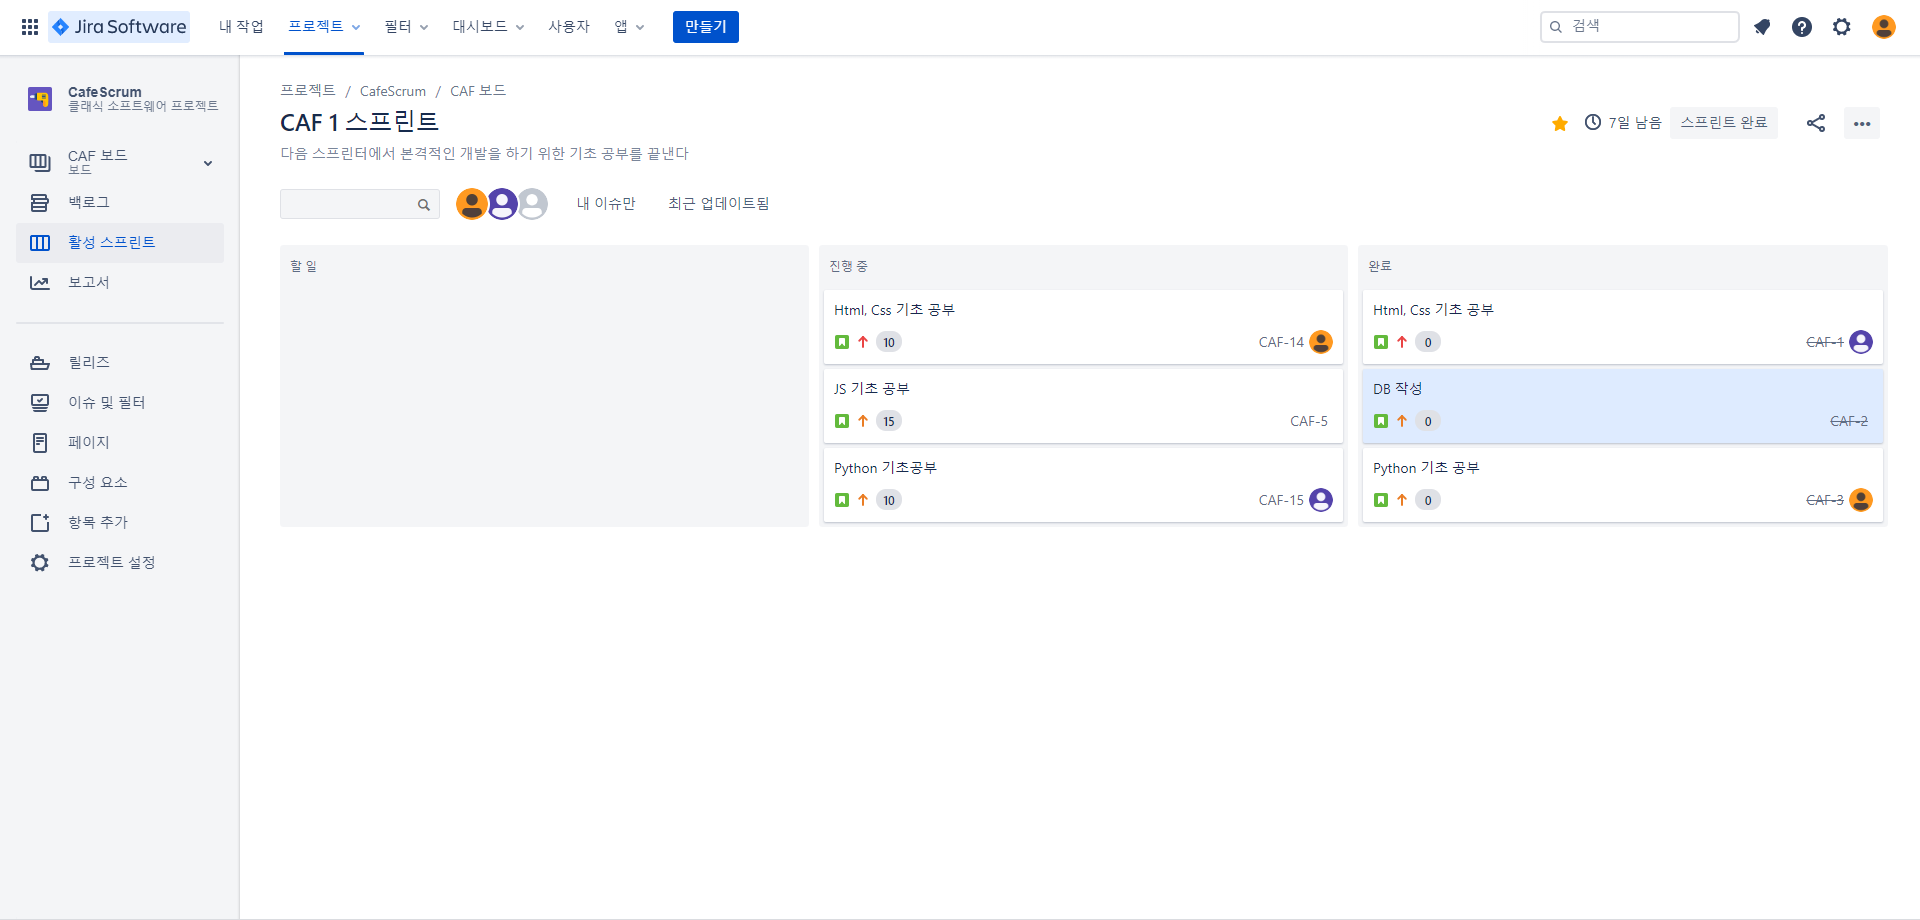 Jira Software 내 작업 프로젝트 필터 대시보드 사용자 앱 만들기 검색
CafeScrum
클래식 소프트웨어 프로젝트
CAF 보드
보드
백로그
활성 스프린트
보고서
릴리즈
이슈 및 필터
페이지
구성 요소
항목 추가
프로젝트 설정
프로젝트 / CafeScrum / CAF 보드
CAF 1 스프린트
7일 남음 스프린트 완료
다음 스프린터에서 본격적인 개발을 하기 위한 기초 공부를 끝낸다
내 이슈만 최근 업데이트됨
할 일
진행 중
Html, Css 기초 공부
10 CAF-14
JS 기초 공부
15 CAF-5
Python 기초공부
10 CAF-15
완료
Html, Css 기초 공부
0 CAF-1
DB 작성
0 CAF-2
Python 기초 공부
0 CAF-3